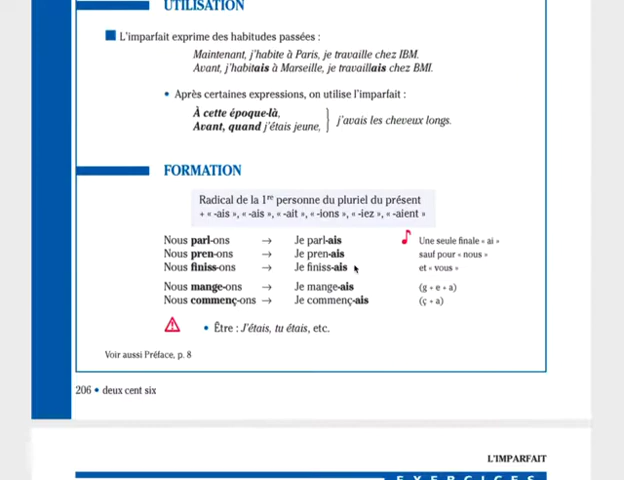 UTILISATION
L'imparfait exprime des habitudes passées :
Maintenant, j'habite à Paris, je travaille chez IBM.
Avant, j'habitais à Marseille, je travaillais chez BMI.
• Après certaines expressions, on utilise l'imparfait :
À cette époque-là,
Avant, quand j'étais jeune,
j'avais les cheveux longs.
FORMATION
Radical de la 1re personne du pluriel du présent
+ « -ais », « -ais », « -ait », « -ions », « -iez », « -aient »
Nous parl-ons → Je parl-ais Une seule finale « ai »
Nous pren-ons → Je pren-ais sauf pour « nous »
Nous finiss-ons → Je finiss-ais et « vous »
Nous mange-ons → Je mange-ais (g + e + a)
Nous commenç-ons → Je commenç-ais (ç + a)
• Être : J'étais, tu étais, etc.
Voir aussi Préface, p. 8
206 • deux cent six
L'IMPARFAIT
EXERCICES